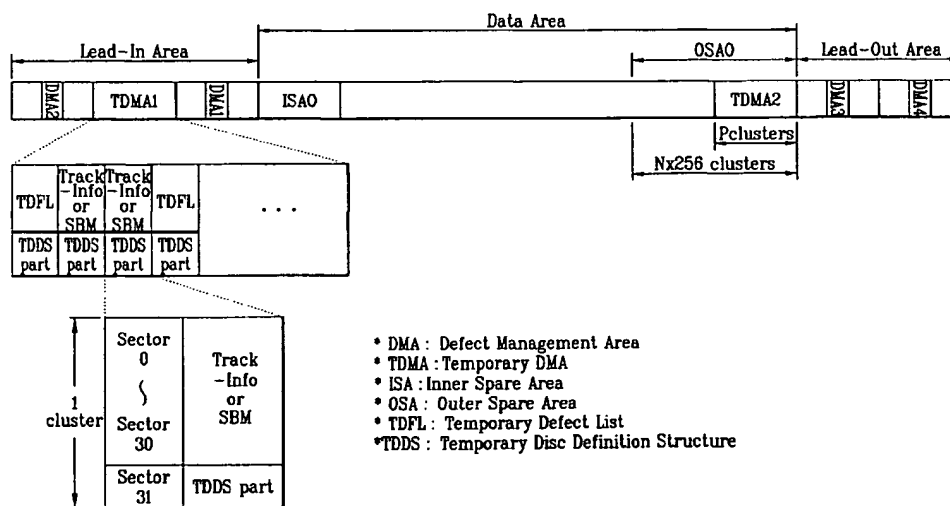 Data Area
Lead-In Area
OSA0
Lead-Out Area
DMA2
TDMA1
DMA1
ISA0
TDMA2
DMA3
DMA4
Pclusters
Nx256 clusters
TDFL
Track
-Info
or
SBM
Track
-Info
or
SBM
TDFL
. . .
TDDS
part
TDDS
part
TDDS
part
TDDS
part
1
cluster
Sector
0
∫
Sector
30
Track
-Info
or
SBM
Sector
31
TDDS part
* DMA : Defect Management Area
* TDMA : Temporary DMA
* ISA : Inner Spare Area
* OSA : Outer Spare Area
* TDFL : Temporary Defect List
*TDDS : Temporary Disc Definition Structure